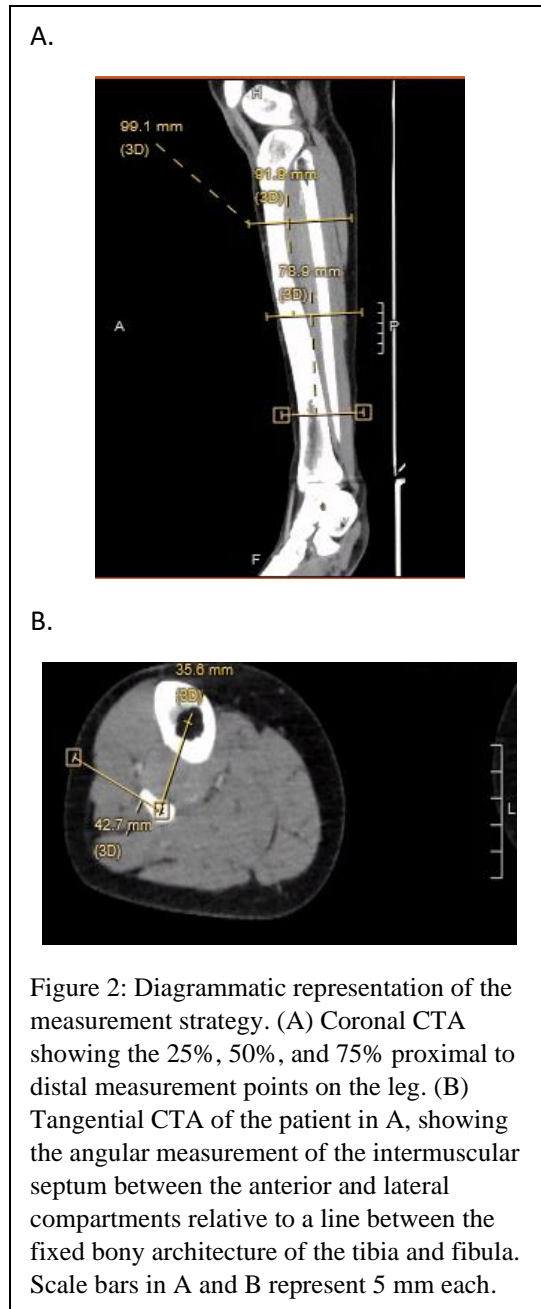 A.
H
99.1 mm
(3D)
91.9 mm
(3D)
78.9 mm
(3D)
A
P
F
B.
35.6 mm
(3D)
42.7 mm
(3D)
L
Figure 2: Diagrammatic representation of the
measurement strategy. (A) Coronal CTA
showing the 25%, 50%, and 75% proximal to
distal measurement points on the leg. (B)
Tangential CTA of the patient in A, showing
the angular measurement of the intermuscular
septum between the anterior and lateral
compartments relative to a line between the
fixed bony architecture of the tibia and fibula.
Scale bars in A and B represent 5 mm each.